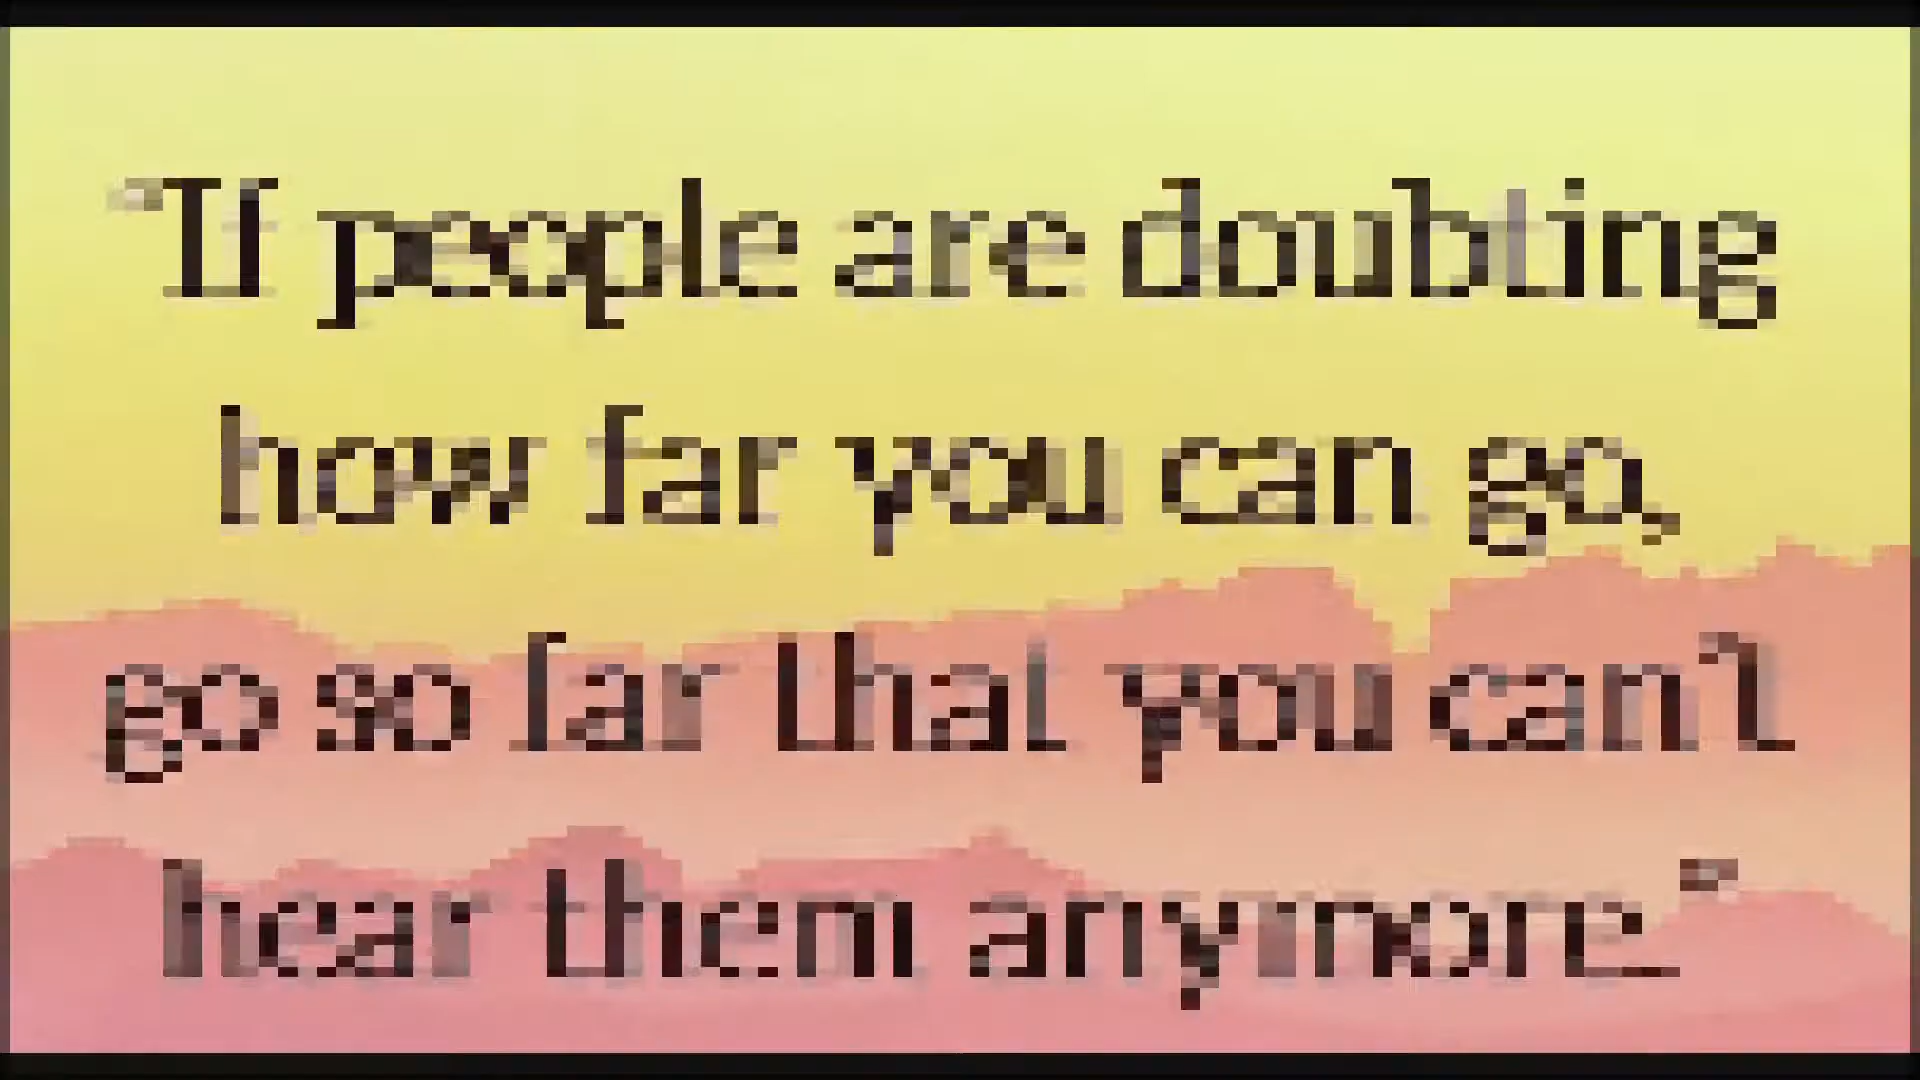 “If people are doubting
how far you can go,
go so far that you can't
hear them anymore.”